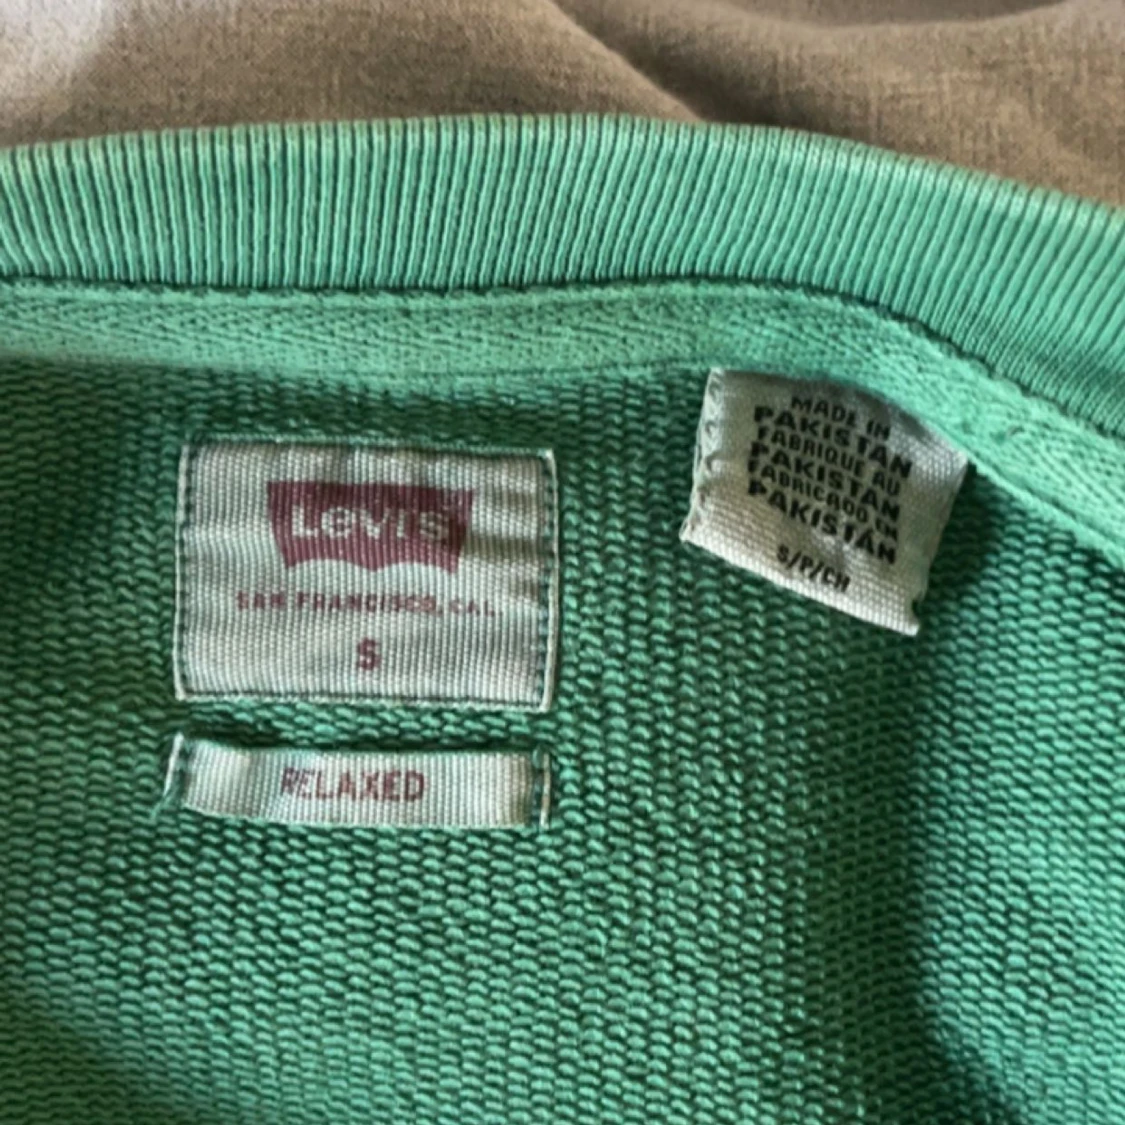 Levi's
SAN FRANCISCO, CAL.
S
RELAXED
MADE IN
PAKISTAN
FABRIQUE AU
PAKISTAN
FABRICADO EN
PAKISTAN
S/P/CH